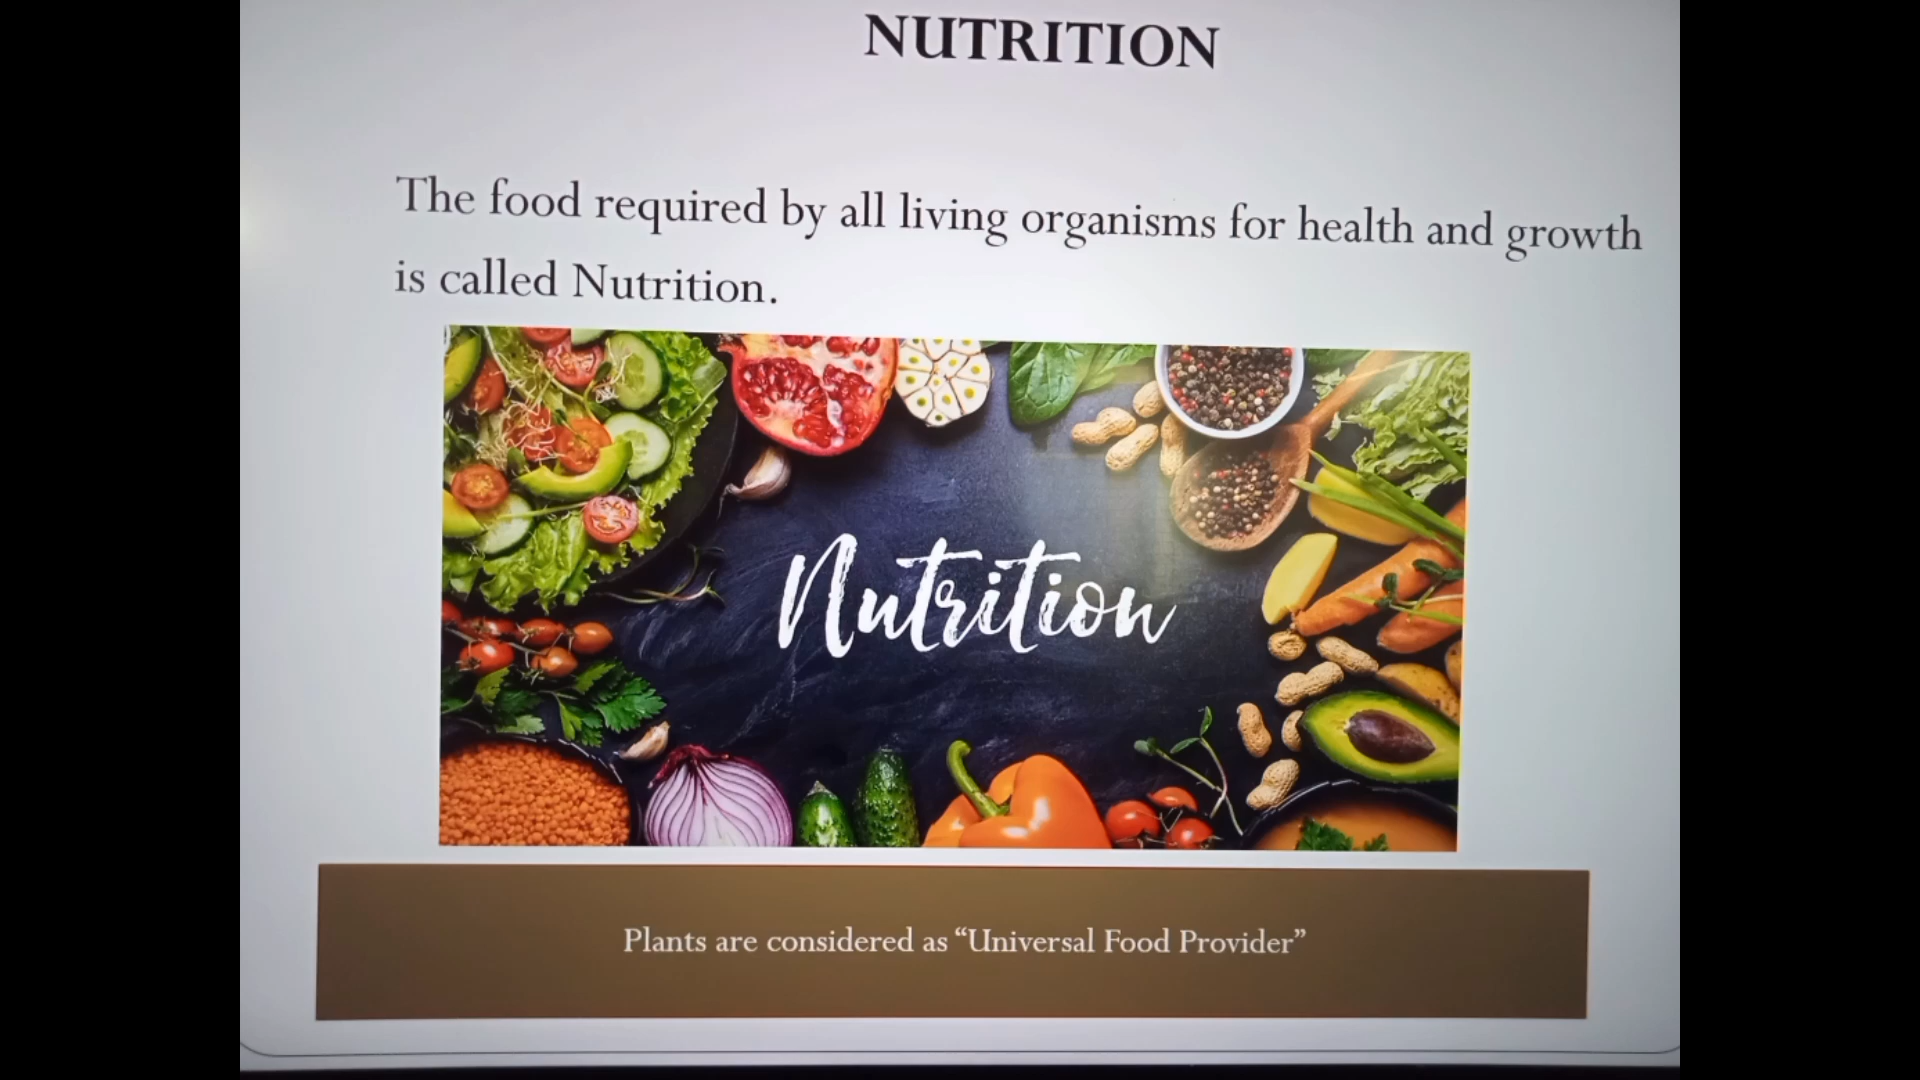 NUTRITION
The food required by all living organisms for health and growth
is called Nutrition.
Nutrition
Plants are considered as “Universal Food Provider”